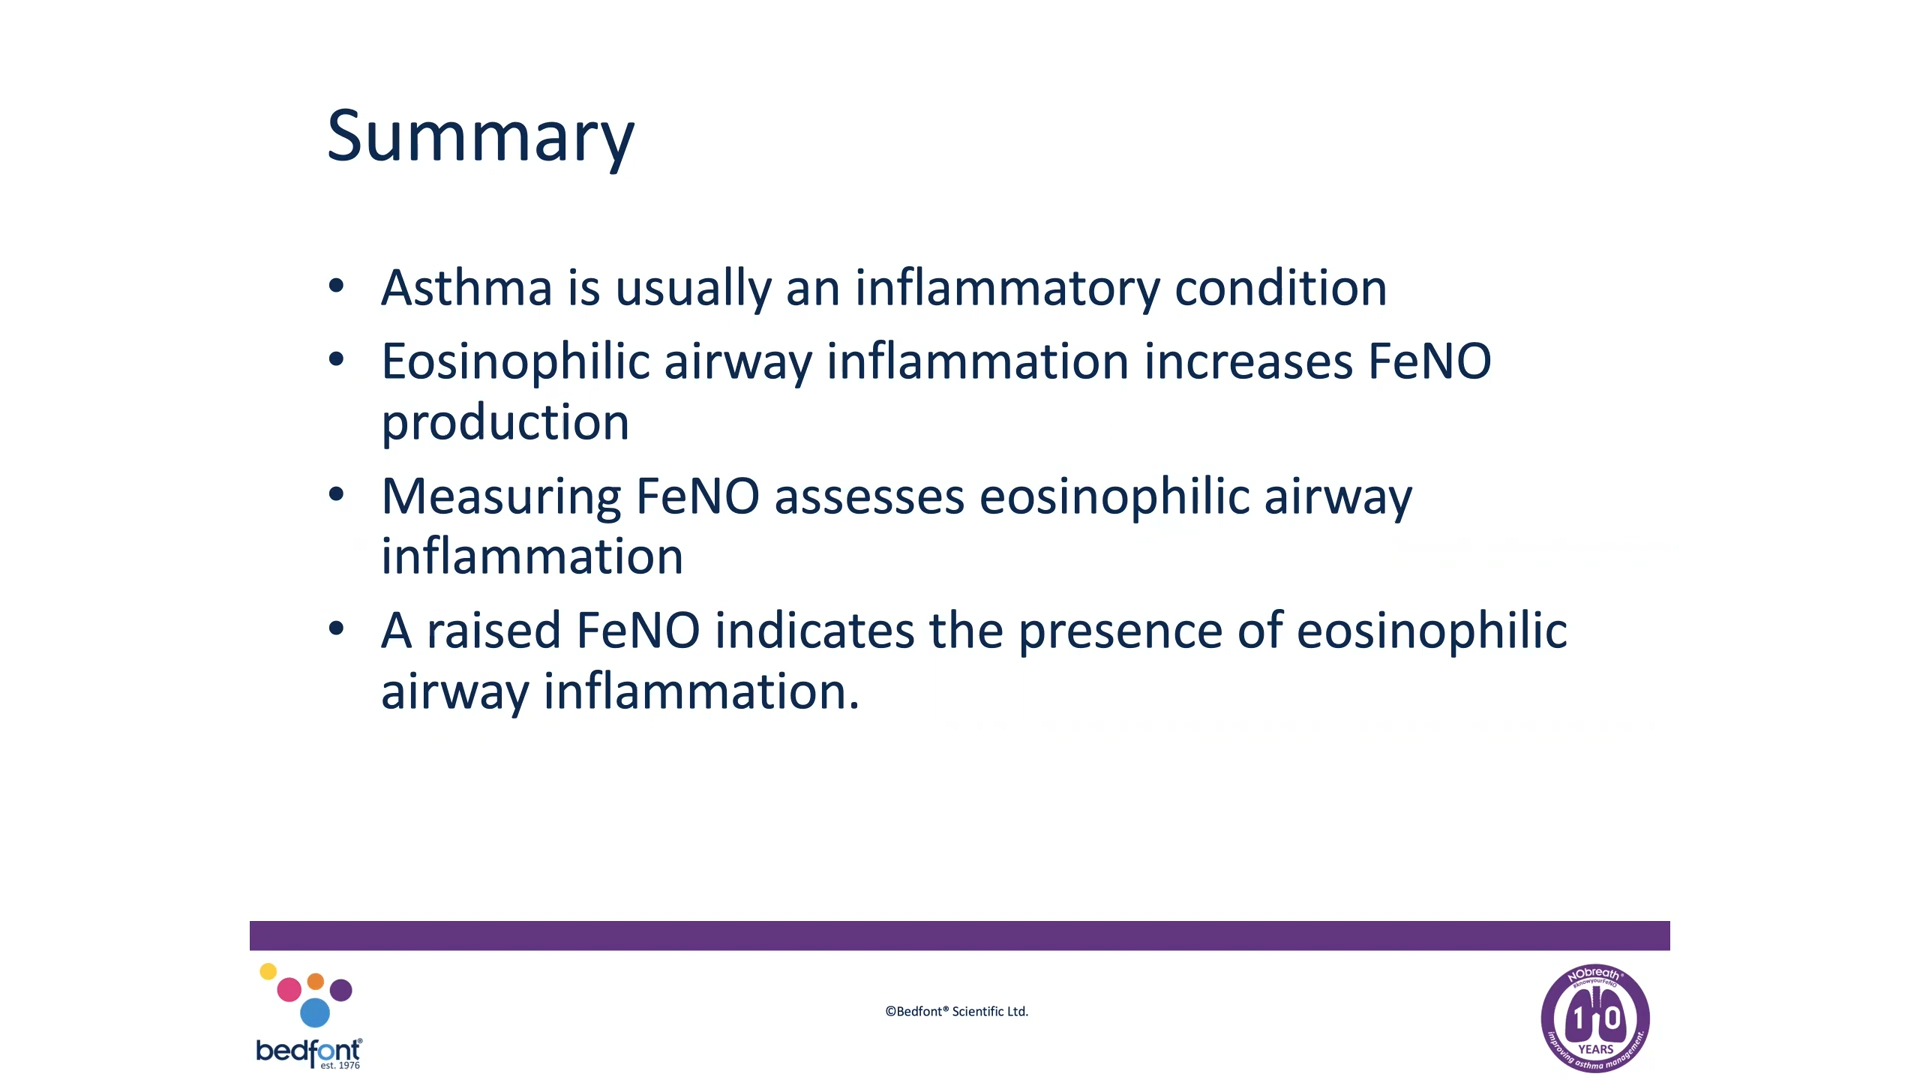 Summary
• Asthma is usually an inflammatory condition
• Eosinophilic airway inflammation increases FeNO
production
• Measuring FeNO assesses eosinophilic airway
inflammation
• A raised FeNO indicates the presence of eosinophilic
airway inflammation.
bedfont®
est. 1976
©Bedfont® Scientific Ltd.
NObreath®
#knowyourFeNO
10
YEARS
improving asthma management.